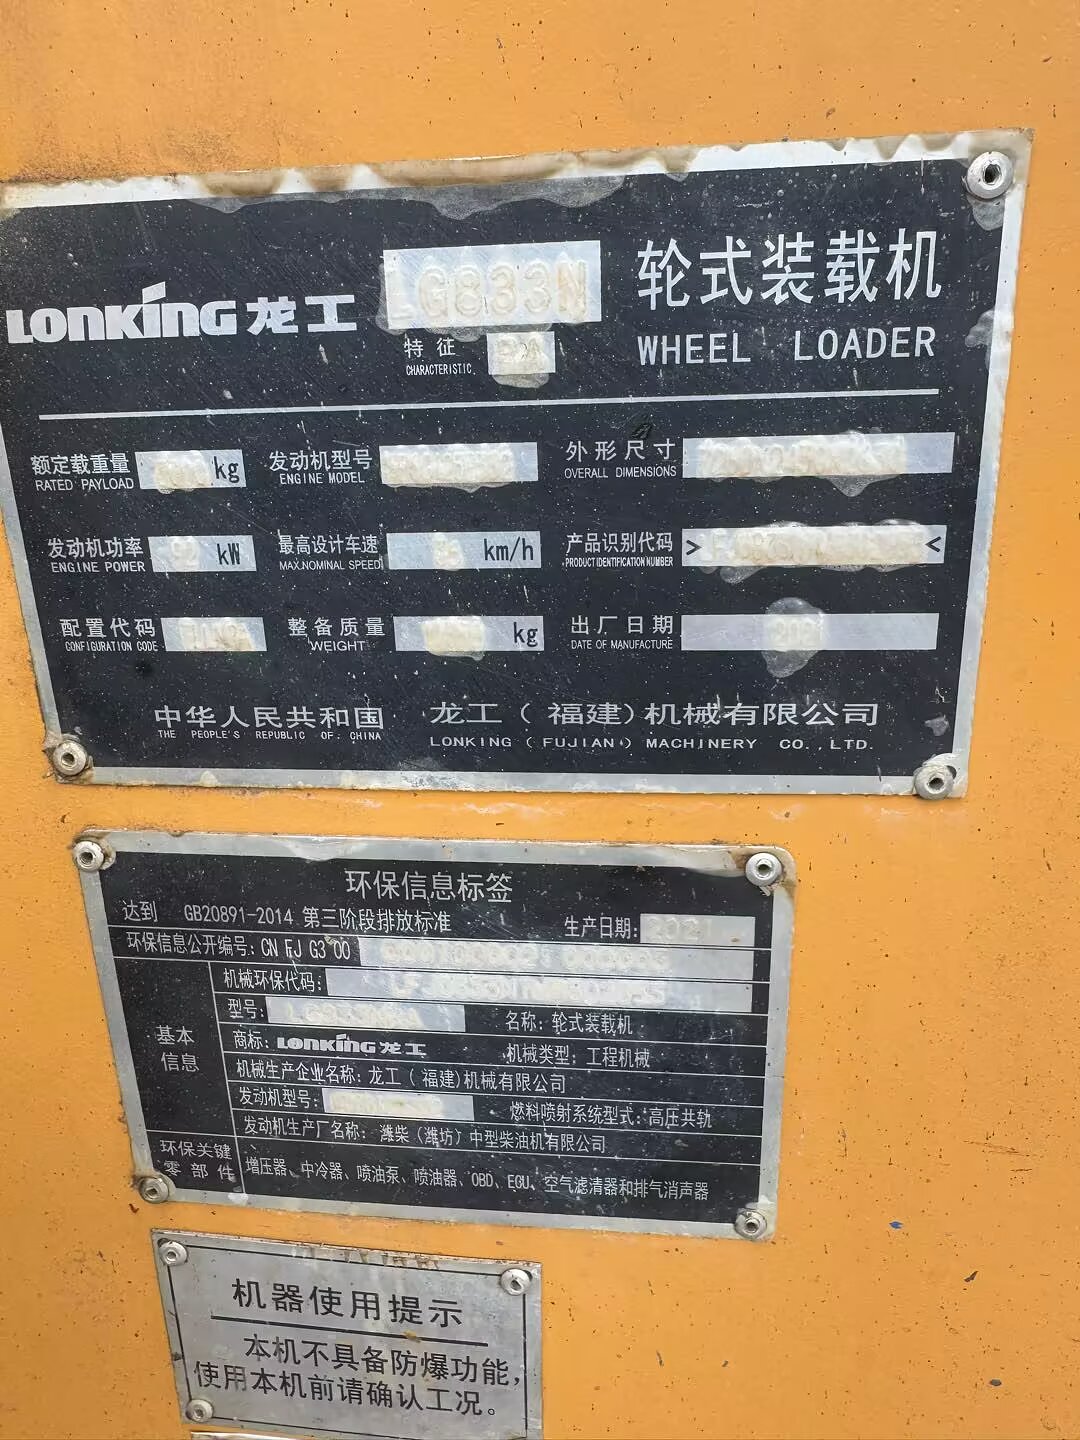 LONKING 龙工 LG833N 轮式装载机
特征
CHARACTERISTIC.
WHEEL LOADER
额定载重量 kg 发动机型号 外形尺寸
RATED PAYLOAD ENGINE MODEL OVERALL DIMENSIONS
发动机功率 92 kW 最高设计车速 km/h 产品识别代码 > <
ENGINE POWER MAX.NOMINAL SPEED PRODUCT IDENTIFICATION NUMBER
配置代码 整备质量 kg 出厂日期
CONFIGURATION CODE WEIGHT DATE OF MANUFACTURE
中华人民共和国 龙工(福建)机械有限公司
THE PEOPLE'S REPUBLIC OF CHINA LONKING (FUJIAN) MACHINERY CO.,LTD.
环保信息标签
达到 GB20891-2014 第三阶段排放标准 生产日期: 2021
环保信息公开编号: CN FJ G3 00
基本信息
机械环保代码:
型号: 名称: 轮式装载机
商标: LONKING 龙工 机械类型: 工程机械
机械生产企业名称: 龙工(福建)机械有限公司
发动机型号: 燃料喷射系统型式: 高压共轨
发动机生产厂名称: 潍柴(潍坊)中型柴油机有限公司
环保关键零部件 增压器、中冷器、喷油泵、喷油器、OBD、EGU、空气滤清器和排气消声器
机器使用提示
本机不具备防爆功能,
使用本机前请确认工况。